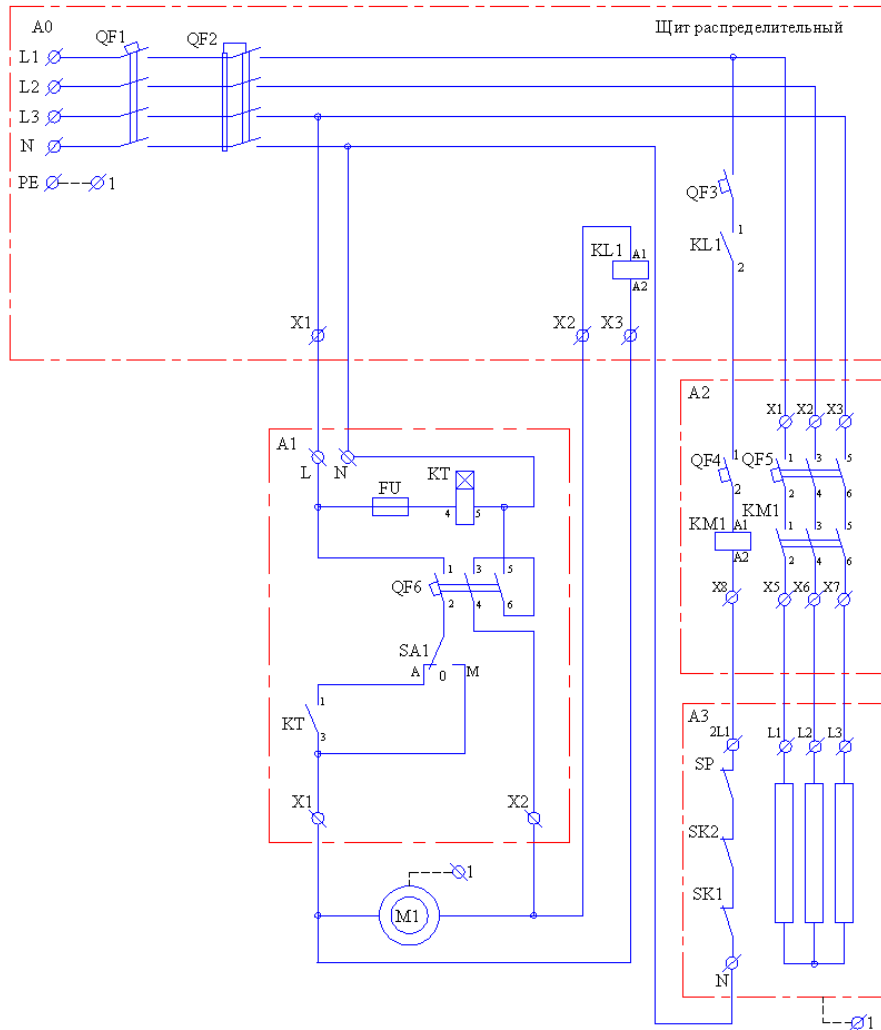 A0
Щит распределительный
QF1
QF2
L1
L2
L3
N
PE
1
QF3
1
KL1
2
KL1
A1
A2
X1
X2
X3
A2
X1
X2
X3
A1
L
N
KT
FU
4
5
QF4
1
2
QF5
1
3
5
2
4
6
KM1
A1
A2
KM1
1
3
5
2
4
6
QF6
1
3
5
2
4
6
X8
X5
X6
X7
SA1
A
0
M
KT
1
3
A3
2L1
L1
L2
L3
SP
X1
X2
SK2
1
M1
SK1
N
1